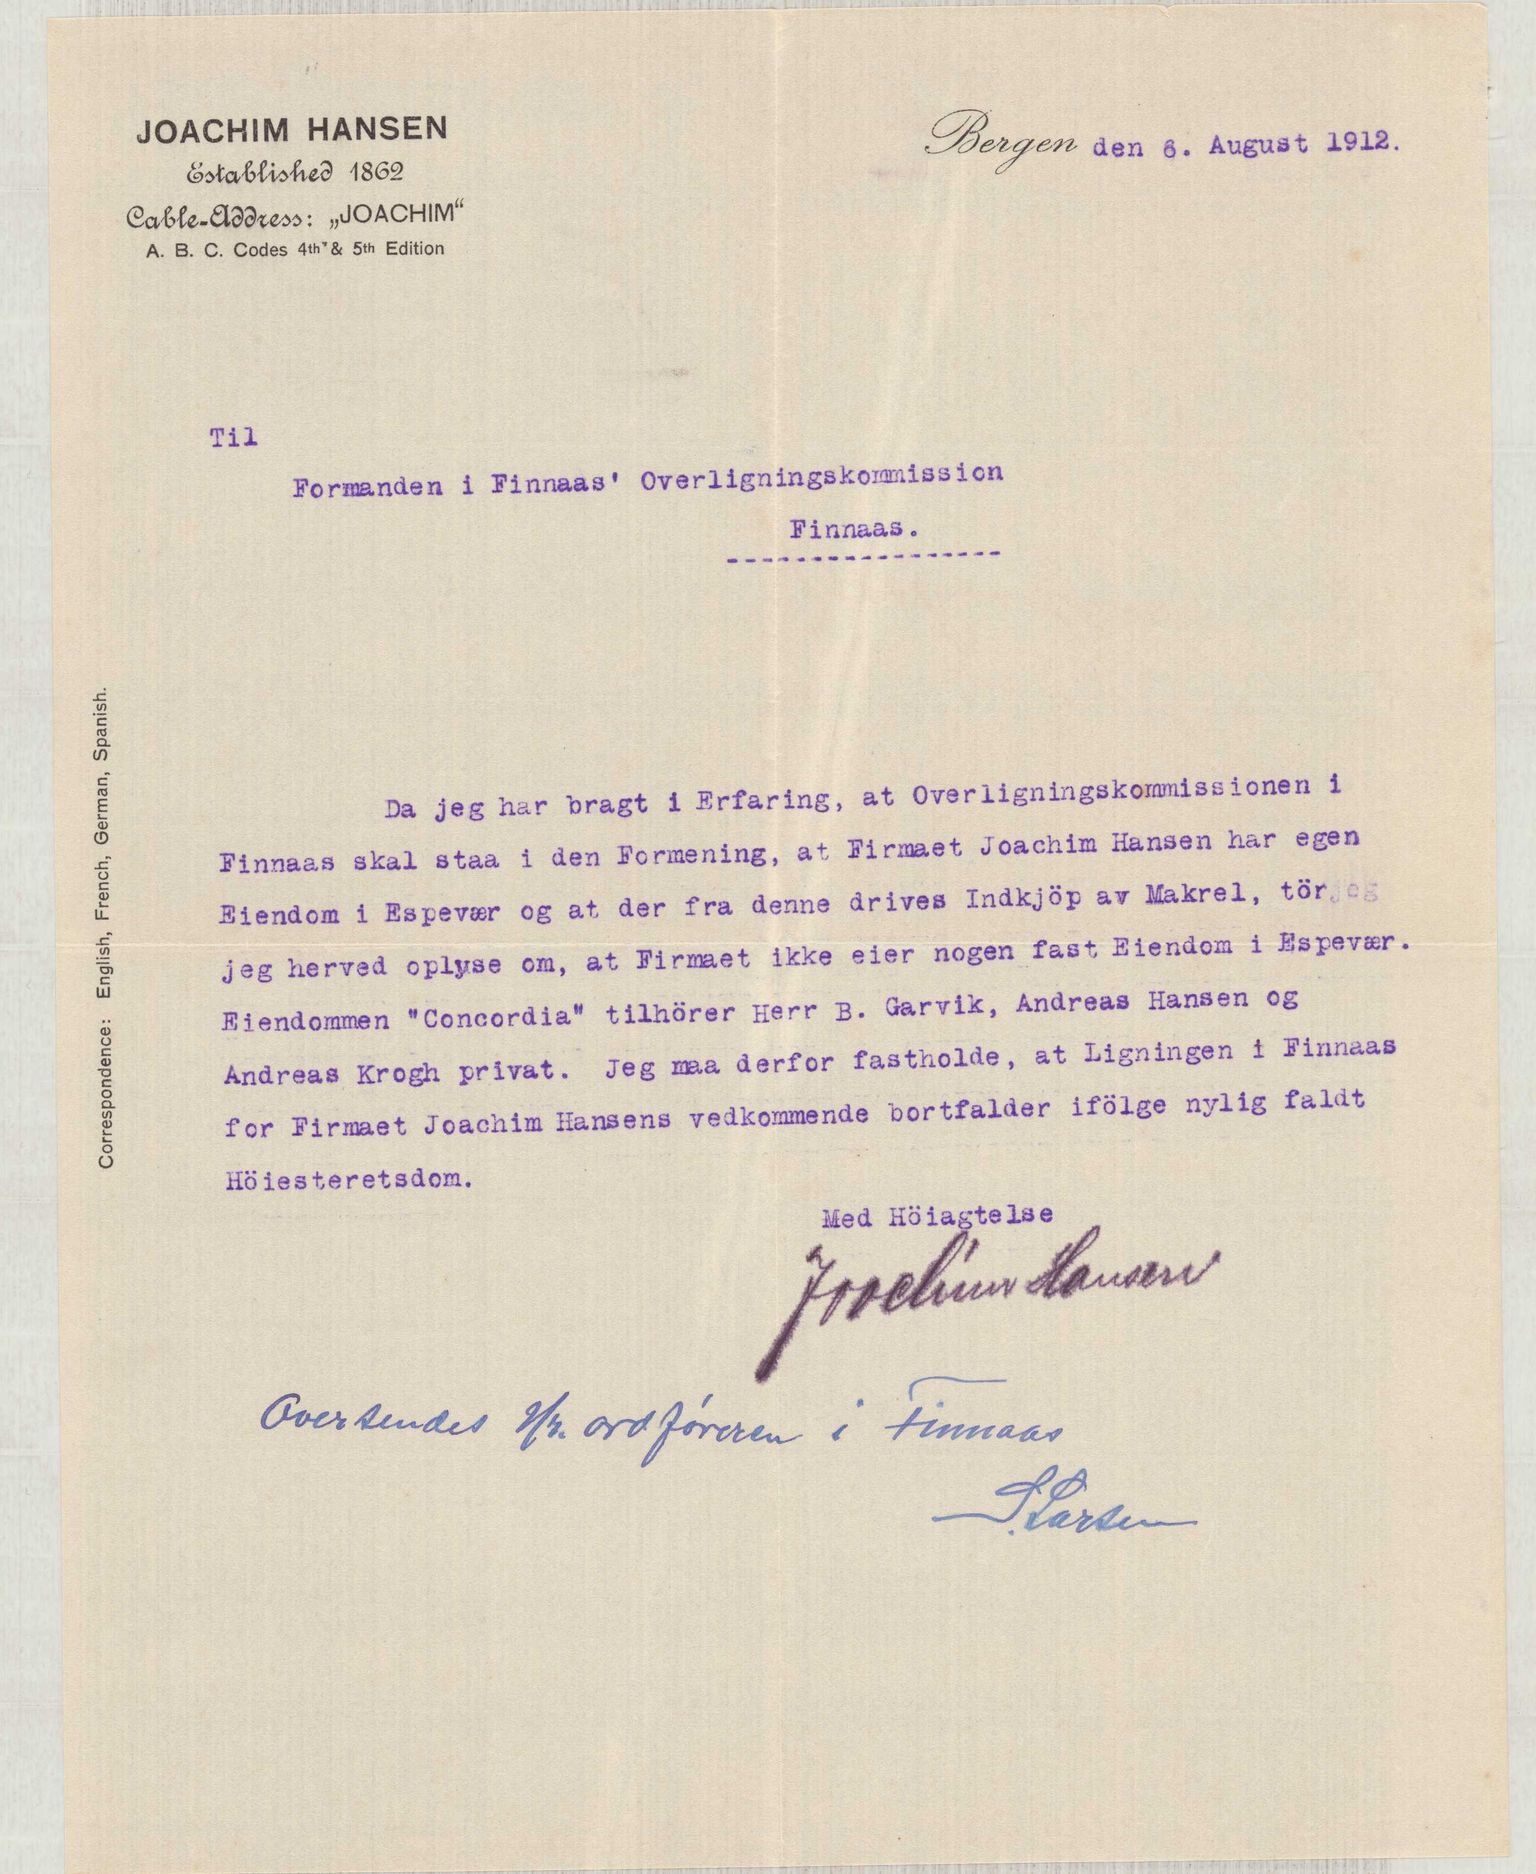 JOACHIM HANSEN
Established 1862
Cable-Address: „JOACHIM“
A. B. C. Codes 4th & 5th Edition
Bergen den 6. August 1912.
Til
Formanden i Finnaas' Overligningskommission
Finnaas.
Correspondence: English, French, German, Spanish.
Da jeg har bragt i Erfaring, at Overligningskommissionen i
Finnaas skal staa i den Formening, at Firmaet Joachim Hansen har egen
Eiendom i Espevær og at der fra denne drives Indkjöp av Makrel, tör jeg
jeg herved oplyse om, at Firmaet ikke eier nogen fast Eiendom i Espevær.
Eiendommen "Concordia" tilhörer Herr B. Garvik, Andreas Hansen og
Andreas Krogh privat. Jeg maa derfor fastholde, at Ligningen i Finnaas
for Firmaet Joachim Hansens vedkommende bortfalder ifölge nylig faldt
Höiesteretsdom.
Med Höiagtelse
Joachim Hansen
Oversendes hr. ordføreren i Finnaas
S. Larsen